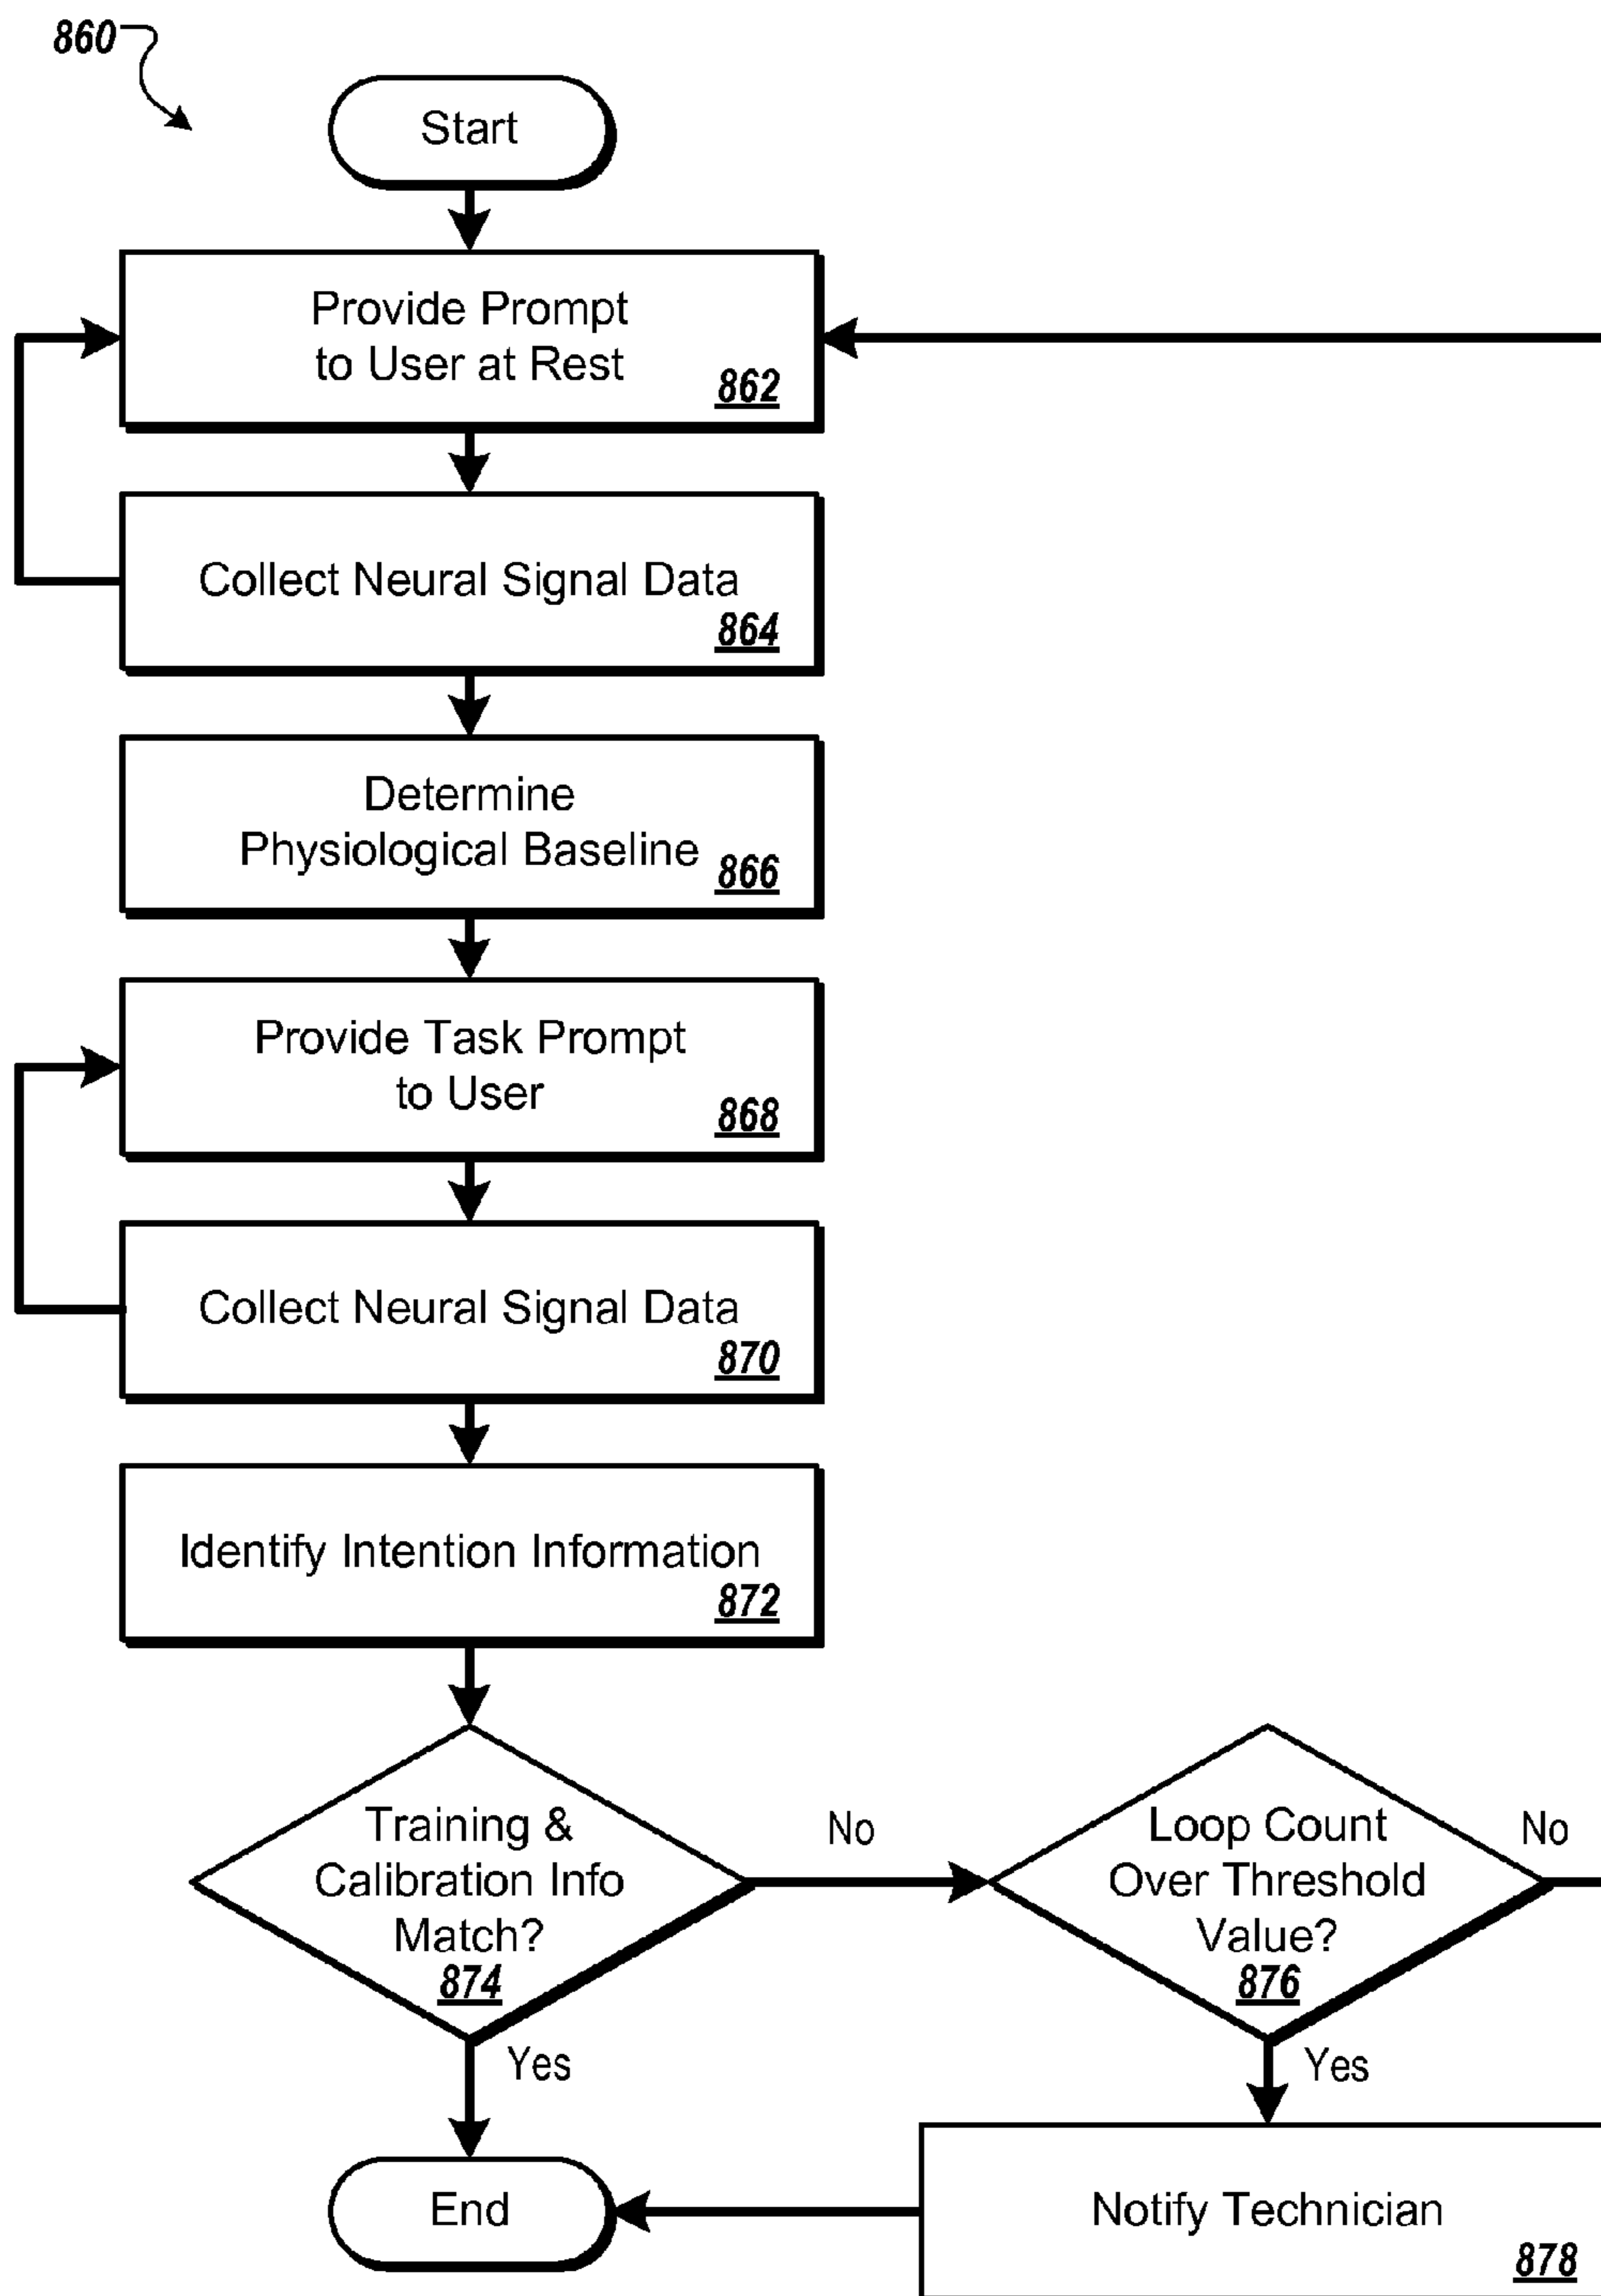 860
Start
Provide Prompt
to User at Rest
862
Collect Neural Signal Data
864
Determine
Physiological Baseline
866
Provide Task Prompt
to User
868
Collect Neural Signal Data
870
Identify Intention Information
872
Training &
Calibration Info
Match?
874
No
Yes
Loop Count
Over Threshold
Value?
876
No
Yes
End
Notify Technician
878